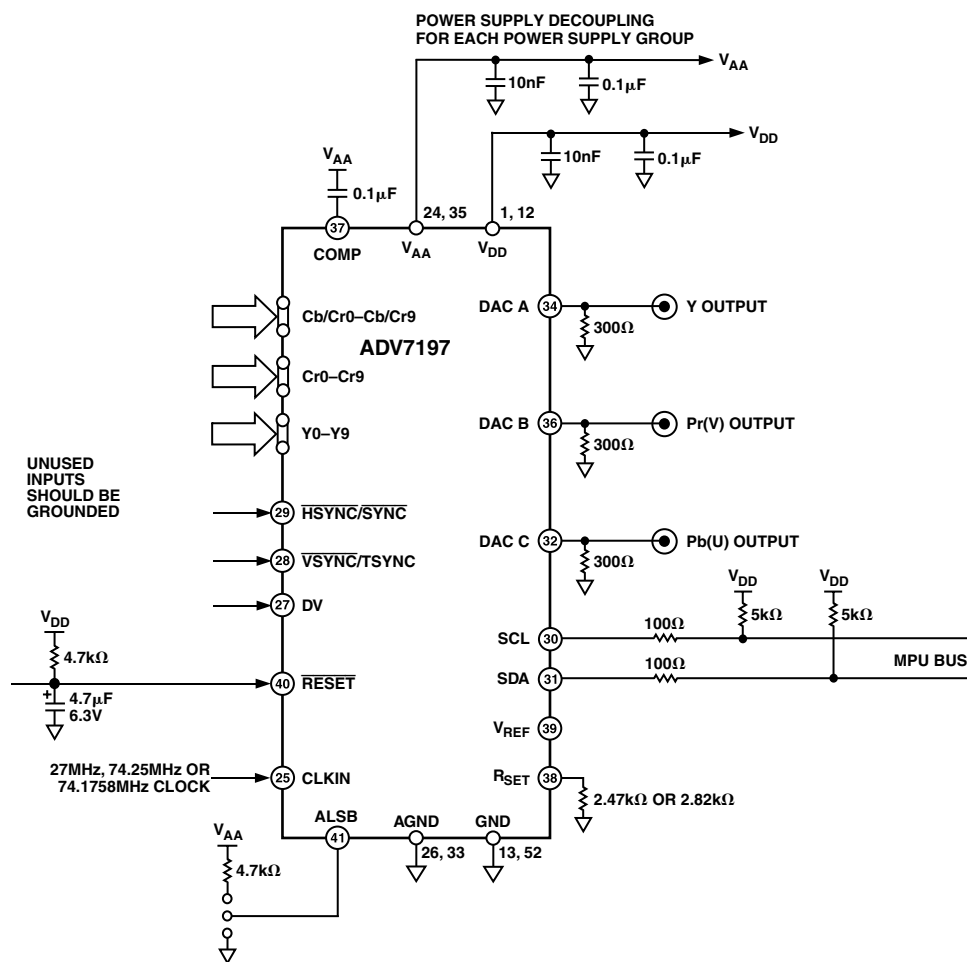 POWER SUPPLY DECOUPLING
FOR EACH POWER SUPPLY GROUP
VAA
10nF
0.1µF
VDD
10nF
0.1µF
VAA
0.1µF
37
COMP
24, 35
VAA
1, 12
VDD
Cb/Cr0–Cb/Cr9
ADV7197
Cr0–Cr9
Y0–Y9
DAC A
34
Y OUTPUT
300Ω
DAC B
36
Pr(V) OUTPUT
300Ω
DAC C
32
Pb(U) OUTPUT
300Ω
UNUSED
INPUTS
SHOULD BE
GROUNDED
29
HSYNC/SYNC
28
VSYNC/TSYNC
27
DV
VDD
4.7kΩ
40
RESET
4.7µF
6.3V
+
VDD
5kΩ
VDD
5kΩ
SCL
30
100Ω
MPU BUS
SDA
31
100Ω
VREF
39
27MHz, 74.25MHz OR
74.1758MHz CLOCK
25
CLKIN
RSET
38
2.47kΩ OR 2.82kΩ
ALSB
41
AGND
26, 33
GND
13, 52
VAA
4.7kΩ